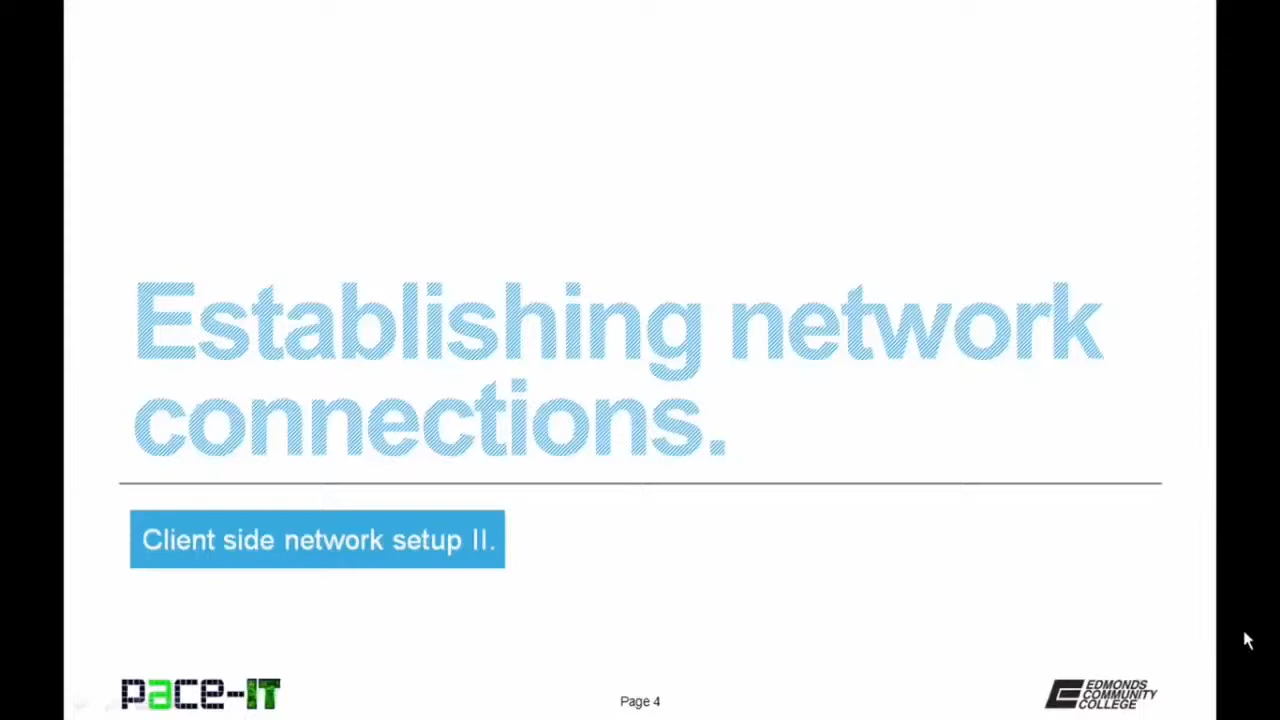 Establishing network
connections.
Client side network setup II.
pace-IT
Page 4
EDMONDS
COMMUNITY
COLLEGE